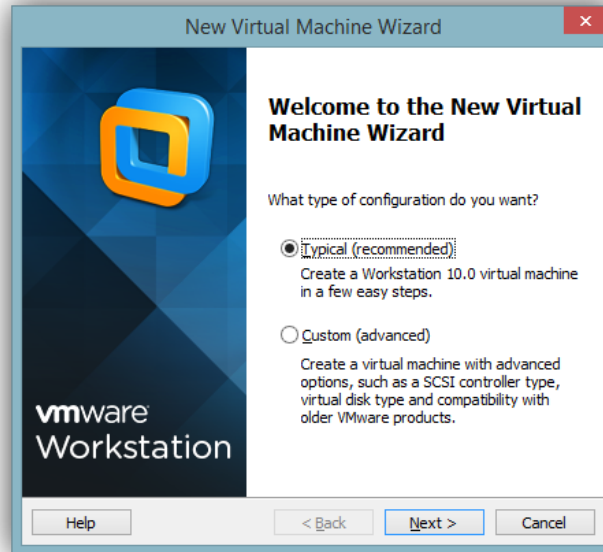 New Virtual Machine Wizard
Welcome to the New Virtual
Machine Wizard
What type of configuration do you want?
Typical (recommended)
Create a Workstation 10.0 virtual machine
in a few easy steps.
Custom (advanced)
Create a virtual machine with advanced
options, such as a SCSI controller type,
virtual disk type and compatibility with
older VMware products.
vmware
Workstation
Help
< Back
Next >
Cancel